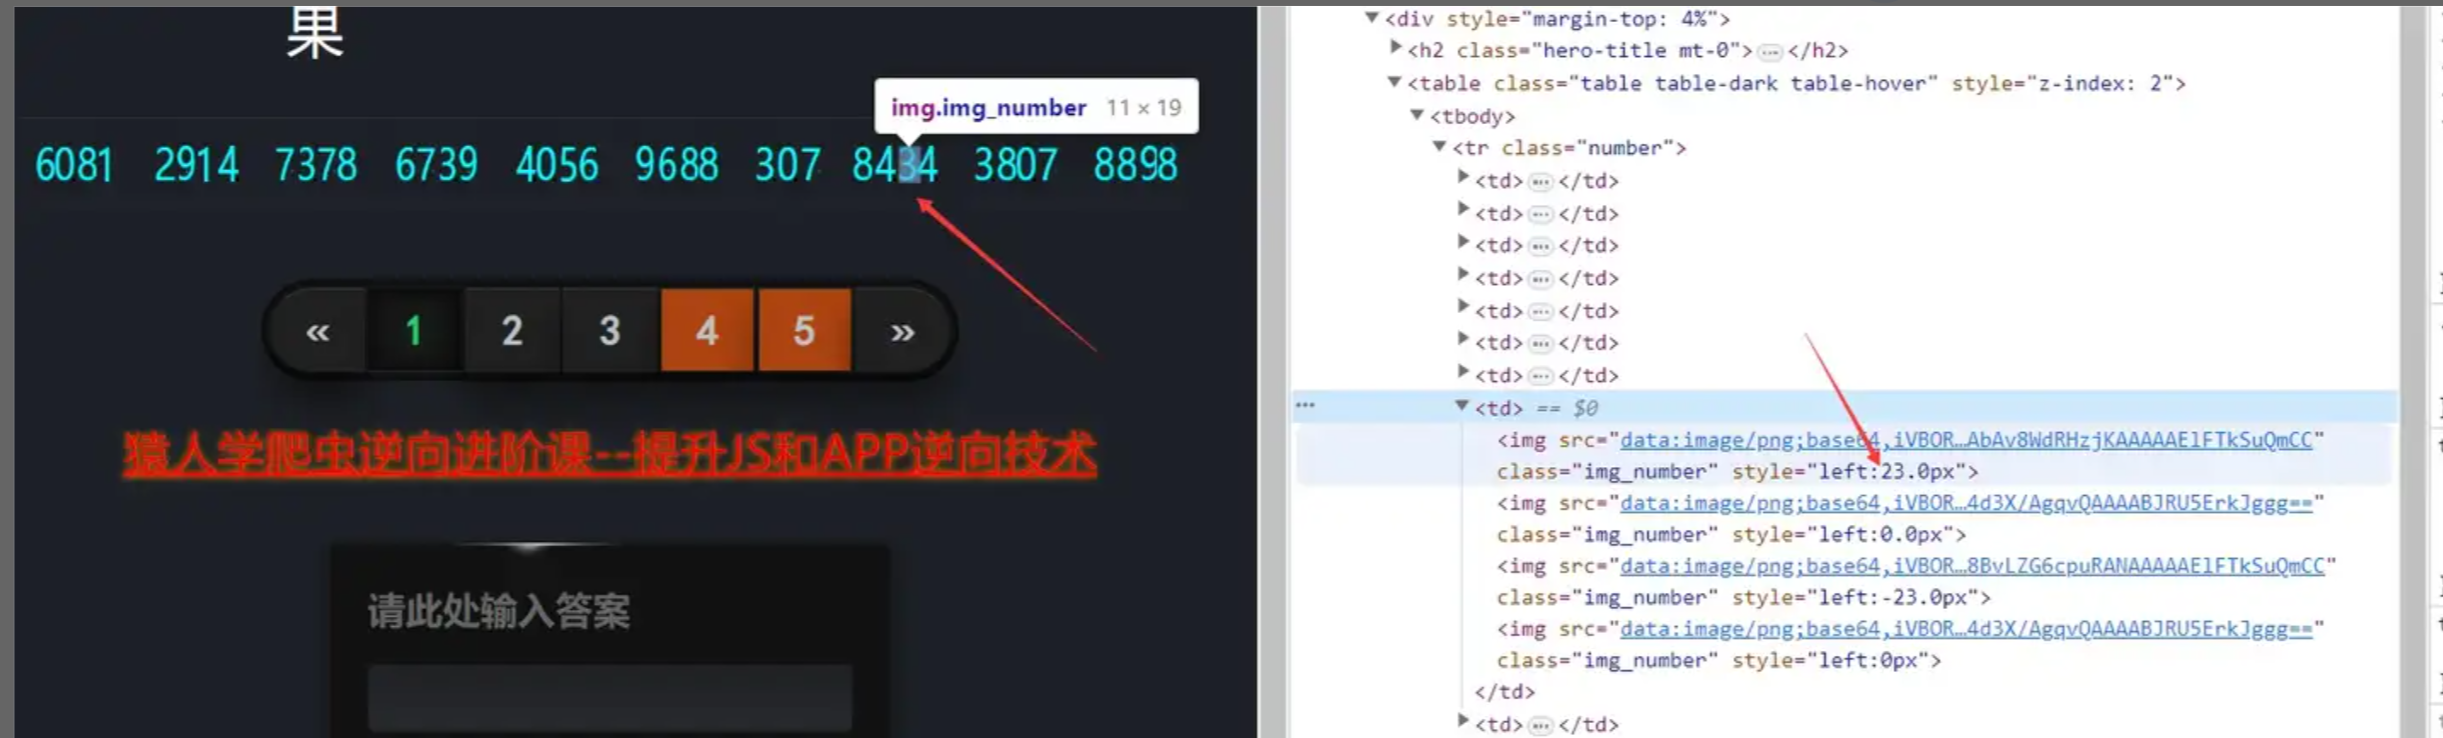 果
img.img_number 11 × 19
6081 2914 7378 6739 4056 9688 307 8434 3807 8898
« 1 2 3 4 5 »
猿人学爬虫逆向进阶课--提升JS和APP逆向技术
请此处输入答案
<div style="margin-top: 4%">
<h2 class="hero-title mt-0">…</h2>
<table class="table table-dark table-hover" style="z-index: 2">
<tbody>
<tr class="number">
<td>…</td>
<td>…</td>
<td>…</td>
<td>…</td>
<td>…</td>
<td>…</td>
<td>…</td>
… <td> == $0
<img src="data:image/png;base64,iVBOR…AbAv8WdRHzjKAAAAAElFTkSuQmCC"
class="img_number" style="left:23.0px">
<img src="data:image/png;base64,iVBOR…4d3X/AgqvQAAAABJRU5ErkJggg=="
class="img_number" style="left:0.0px">
<img src="data:image/png;base64,iVBOR…8BvLZG6cpuRANAAAAAElFTkSuQmCC"
class="img_number" style="left:-23.0px">
<img src="data:image/png;base64,iVBOR…4d3X/AgqvQAAAABJRU5ErkJggg=="
class="img_number" style="left:0px">
</td>
<td>…</td>